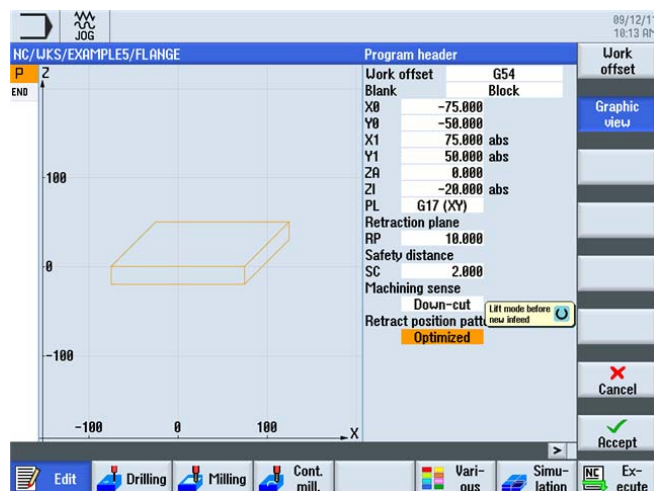 JOG
09/12/1
10:13 AM
NC/WKS/EXAMPLE5/FLANGE
Program header
Work offset
P
END
Z
Work offset G54
Blank Block
X0 -75.000
Y0 -50.000
X1 75.000 abs
Y1 50.000 abs
ZA 0.000
ZI -20.000 abs
PL G17 (XY)
Retraction plane
RP 10.000
Safety distance
SC 2.000
Machining sense
Down-cut
Lift mode before
new infeed
Retract position patt
Optimized
100
0
-100
-100 0 100 X
Graphic
view
Cancel
Accept
>
Edit
Drilling
Milling
Cont.
mill.
Vari-
ous
Simu-
lation
NC
Ex-
ecute